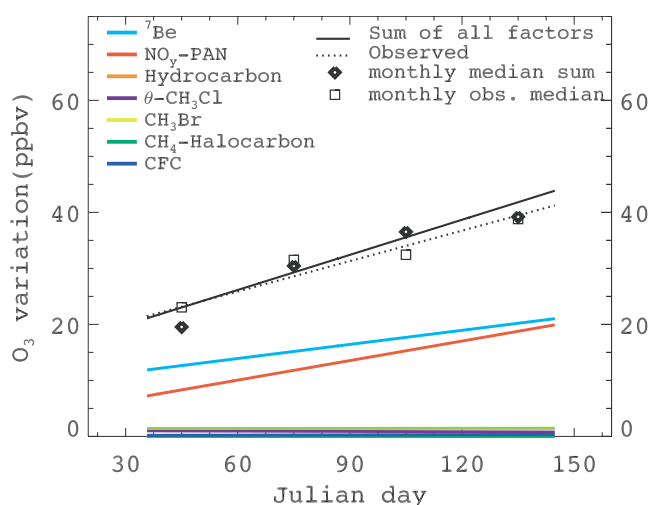 ⁷Be
NOy-PAN
Hydrocarbon
θ-CH₃Cl
CH₃Br
CH₄-Halocarbon
CFC
Sum of all factors
Observed
monthly median sum
monthly obs. median
O₃ variation(ppbv)
60
40
20
0
60
40
20
0
30 60 90 120 150
Julian day